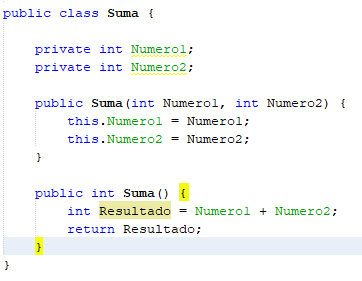 public class Suma {
private int Numero1;
private int Numero2;
public Suma(int Numero1, int Numero2) {
this.Numero1 = Numero1;
this.Numero2 = Numero2;
}
public int Suma() {
int Resultado = Numero1 + Numero2;
return Resultado;
}
}